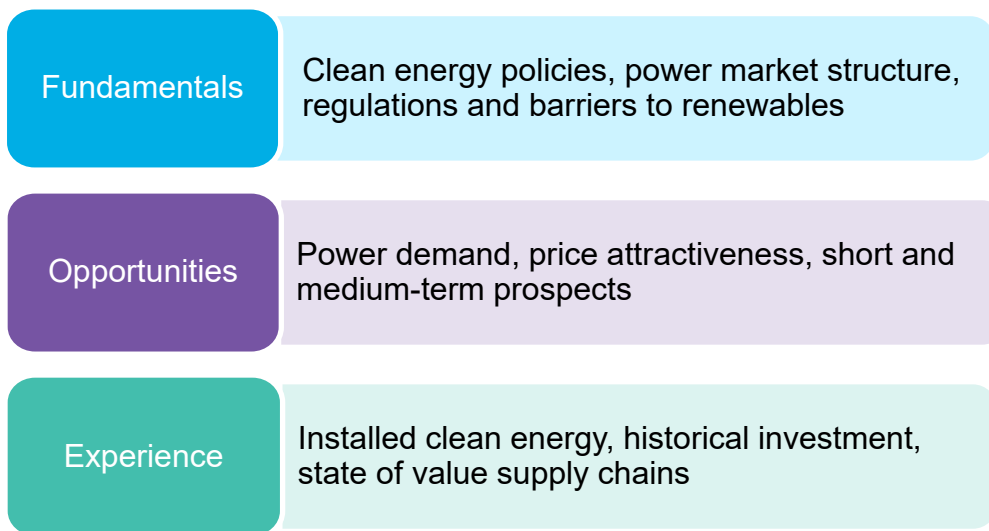 Fundamentals
Clean energy policies, power market structure,
regulations and barriers to renewables
Opportunities
Power demand, price attractiveness, short and
medium-term prospects
Experience
Installed clean energy, historical investment,
state of value supply chains